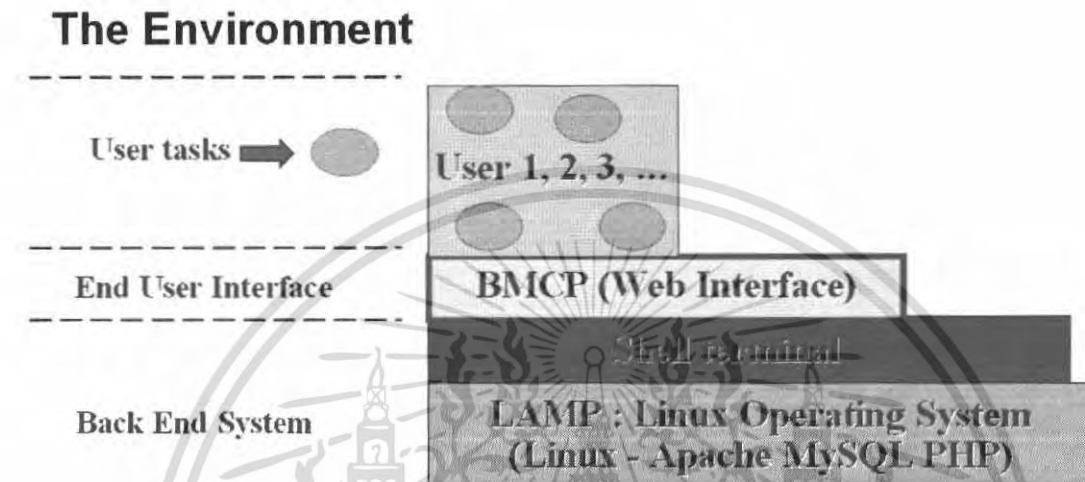 The Environment
User tasks
User 1, 2, 3, ...
End User Interface
BMCP (Web Interface)
Shell terminal
Back End System
LAMP : Linux Operating System
(Linux - Apache MySQL PHP)